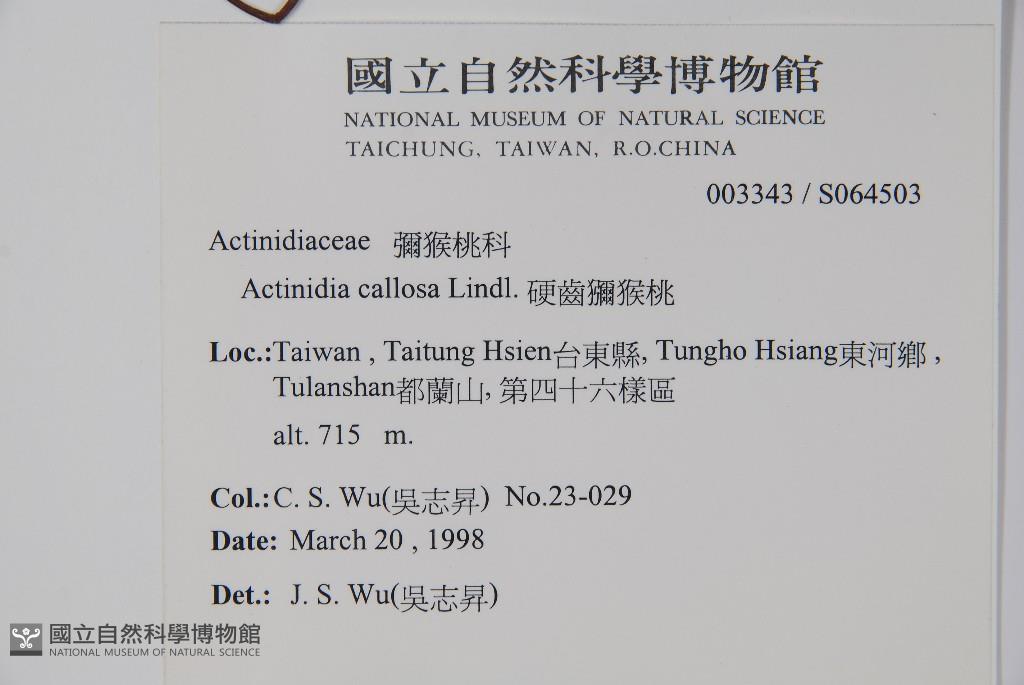 國立自然科學博物館
NATIONAL MUSEUM OF NATURAL SCIENCE
TAICHUNG, TAIWAN, R.O.CHINA
003343 / S064503
Actinidiaceae 彌猴桃科
Actinidia callosa Lindl. 硬齒獼猴桃
Loc.:Taiwan , Taitung Hsien台東縣, Tungho Hsiang東河鄉 ,
Tulanshan都蘭山, 第四十六樣區
alt. 715 m.
Col.:C. S. Wu(吳志昇) No.23-029
Date: March 20 , 1998
Det.: J. S. Wu(吳志昇)
國立自然科學博物館
NATIONAL MUSEUM OF NATURAL SCIENCE